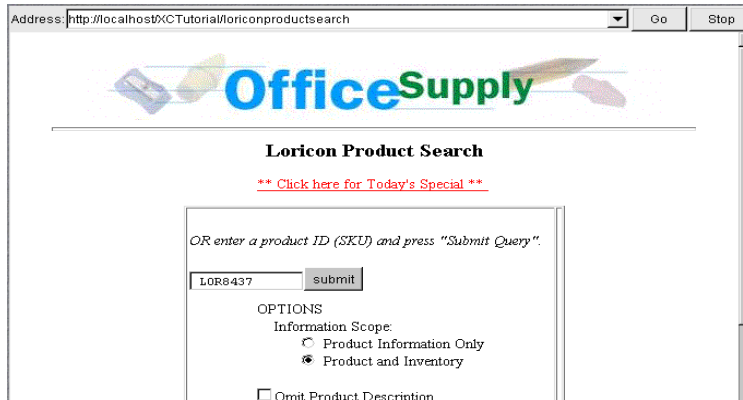 Address: http://localhost/XCTutorial/loriconproductsearch Go Stop
OfficeSupply
Loricon Product Search
** Click here for Today's Special **
OR enter a product ID (SKU) and press "Submit Query".
LOR8437 submit
OPTIONS
Information Scope:
Product Information Only
Product and Inventory
Omit Product Description